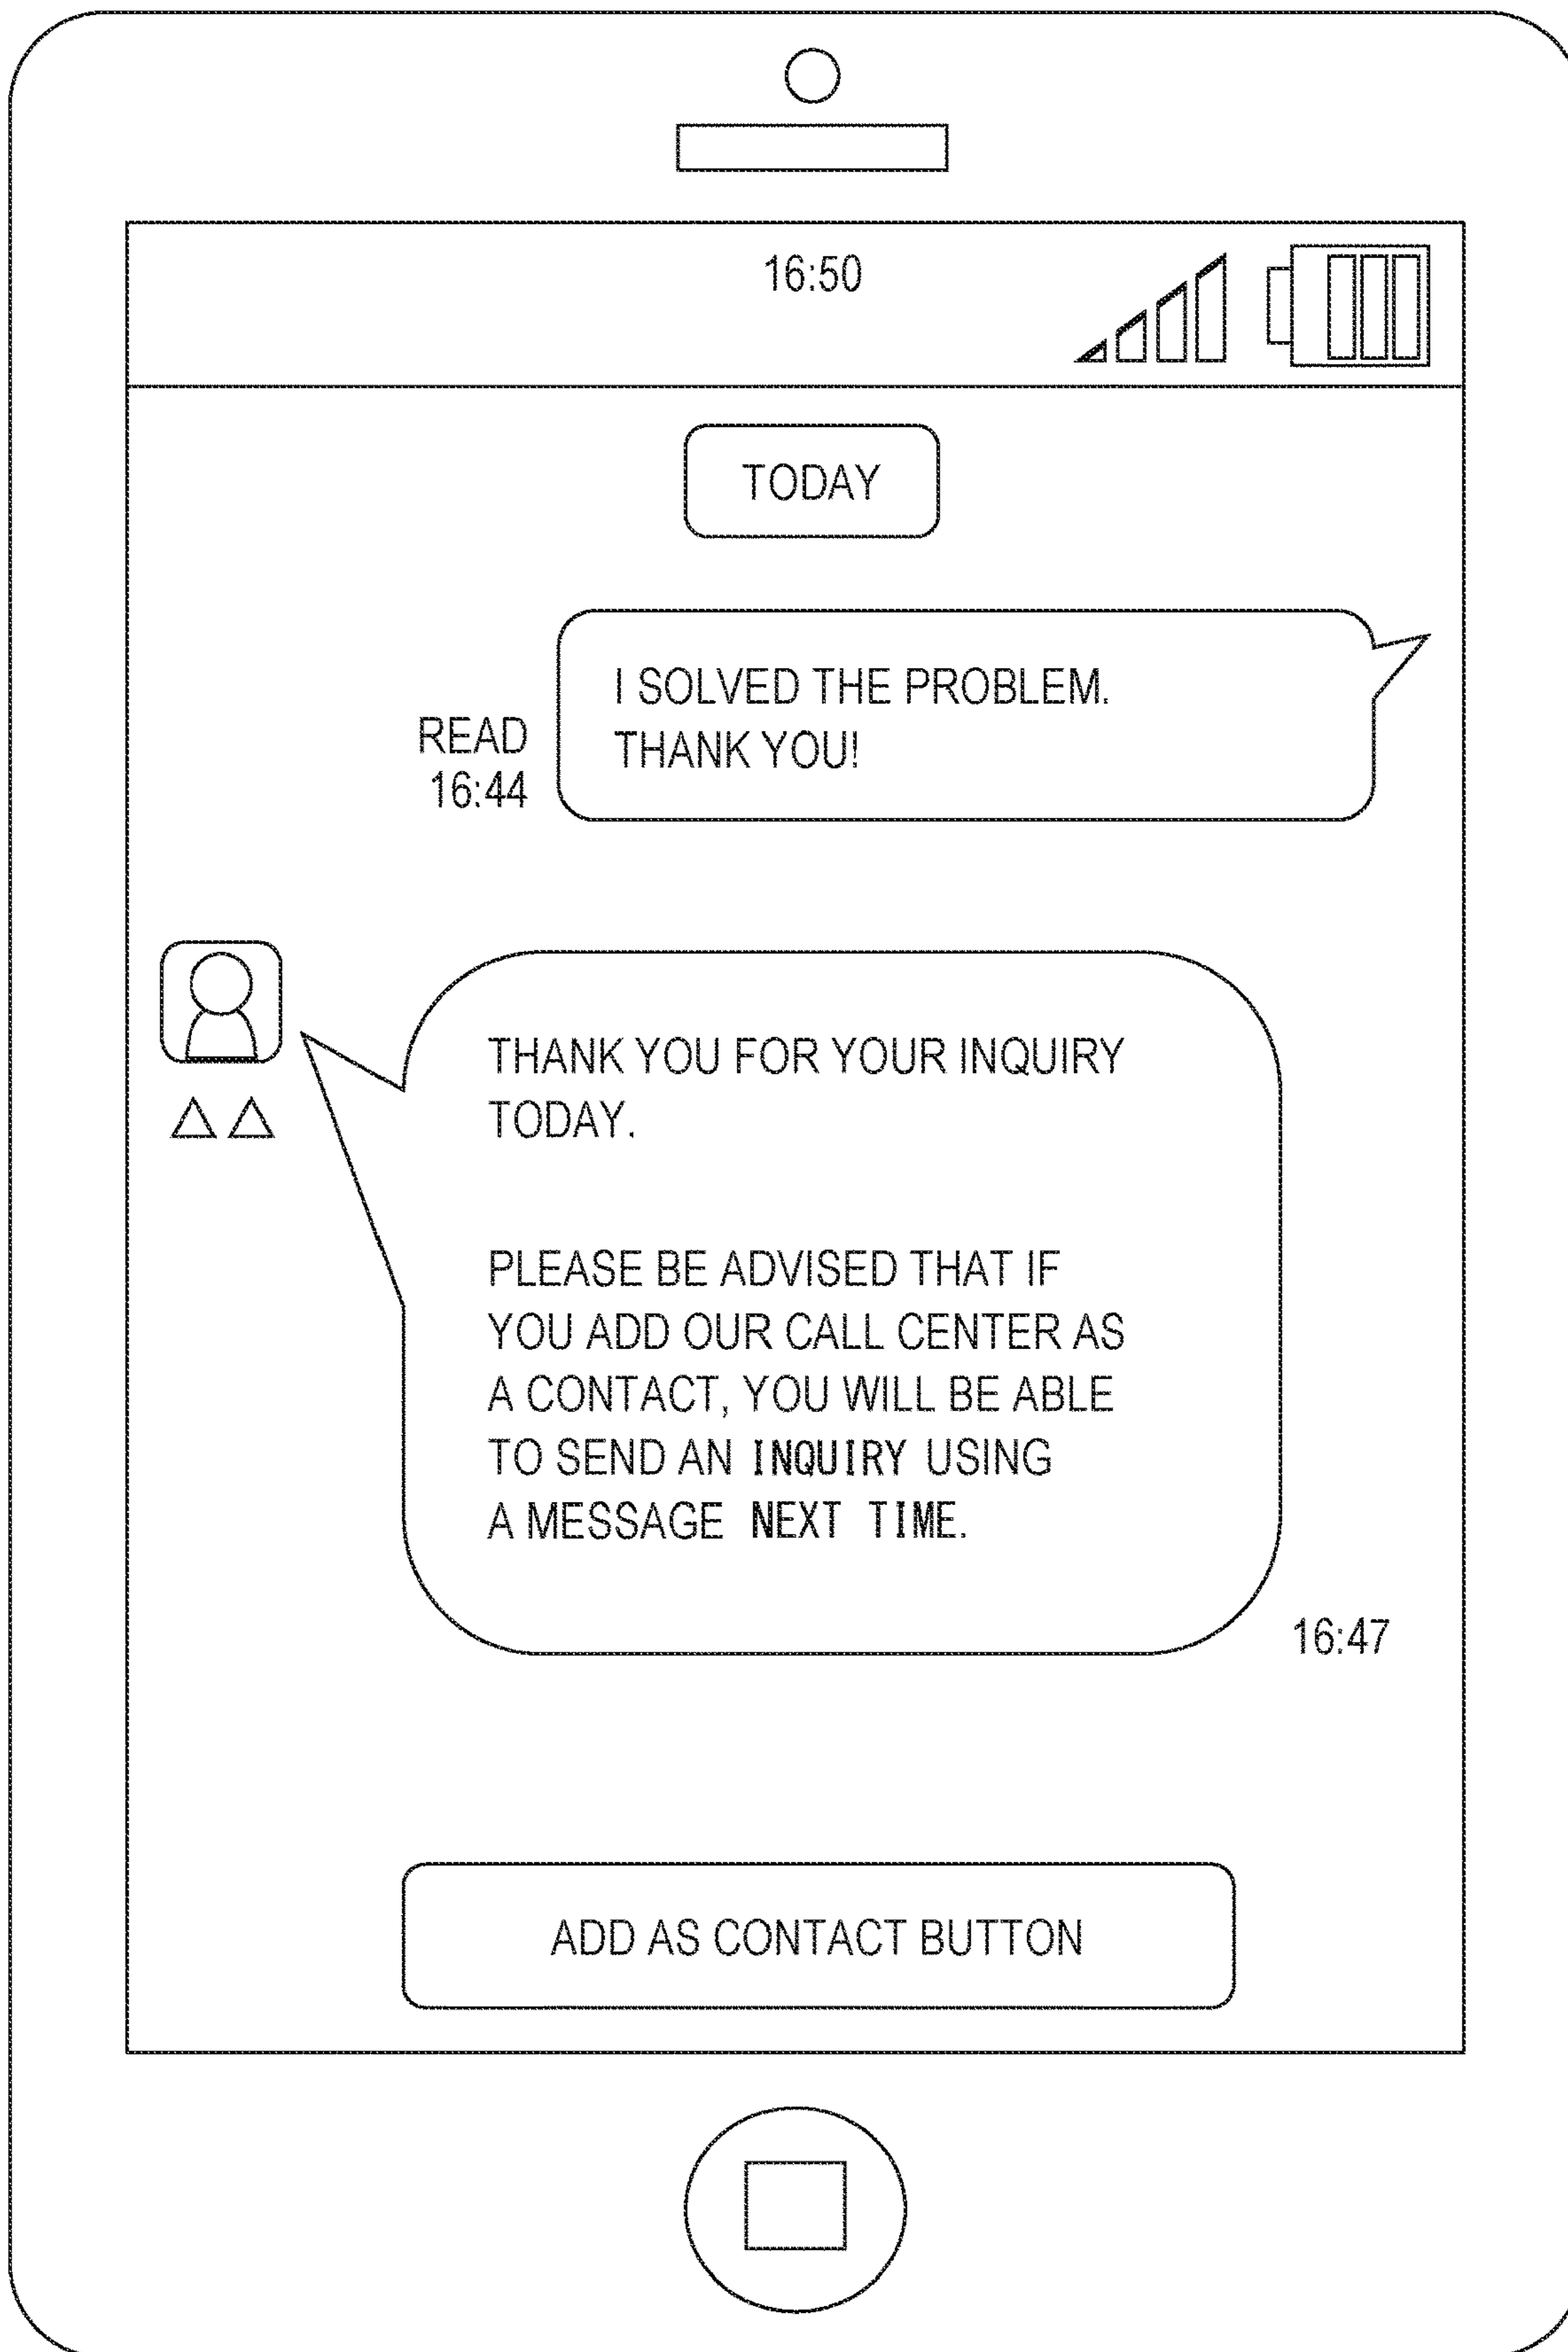 16:50
TODAY
I SOLVED THE PROBLEM.
THANK YOU!
READ
16:44
THANK YOU FOR YOUR INQUIRY
TODAY.
PLEASE BE ADVISED THAT IF
YOU ADD OUR CALL CENTER AS
A CONTACT, YOU WILL BE ABLE
TO SEND AN INQUIRY USING
A MESSAGE NEXT TIME.
16:47
ADD AS CONTACT BUTTON